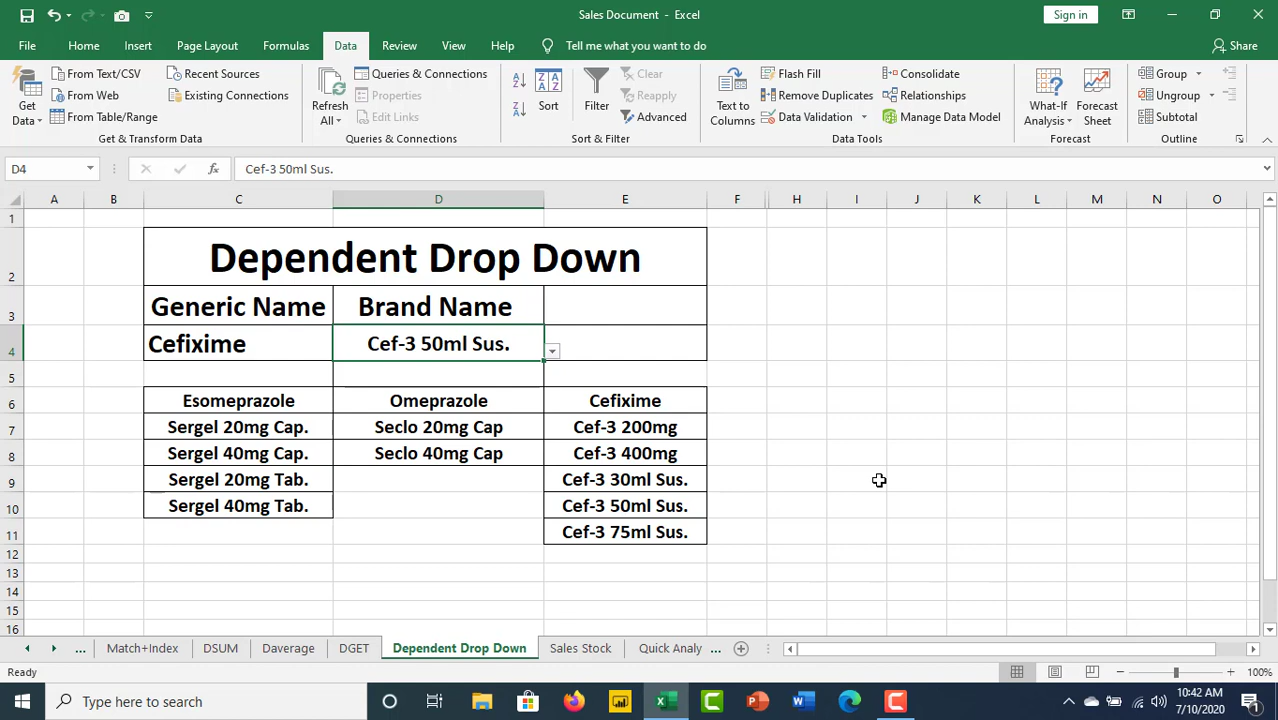 Sales Document - Excel
Sign in
File Home Insert Page Layout Formulas Data Review View Help Tell me what you want to do Share
From Text/CSV Recent Sources Queries & Connections Clear Flash Fill Consolidate Group
From Web Existing Connections Properties Reapply Remove Duplicates Relationships Ungroup
From Table/Range Edit Links Advanced Data Validation Manage Data Model Subtotal
Get Data Refresh All Sort Filter Text to Columns What-If Analysis Forecast Sheet
Get & Transform Data Queries & Connections Sort & Filter Data Tools Forecast Outline
D4 fx Cef-3 50ml Sus.
A B C D E F H I J K L M N O
1
2 Dependent Drop Down
3 Generic Name Brand Name
4 Cefixime Cef-3 50ml Sus.
5
6 Esomeprazole Omeprazole Cefixime
7 Sergel 20mg Cap. Seclo 20mg Cap Cef-3 200mg
8 Sergel 40mg Cap. Seclo 40mg Cap Cef-3 400mg
9 Sergel 20mg Tab. Cef-3 30ml Sus.
10 Sergel 40mg Tab. Cef-3 50ml Sus.
11 Cef-3 75ml Sus.
12
13
14
15
16
... Match+Index DSUM Daverage DGET Dependent Drop Down Sales Stock Quick Analy ...
Ready 100%
Type here to search
10:42 AM
7/10/2020
1